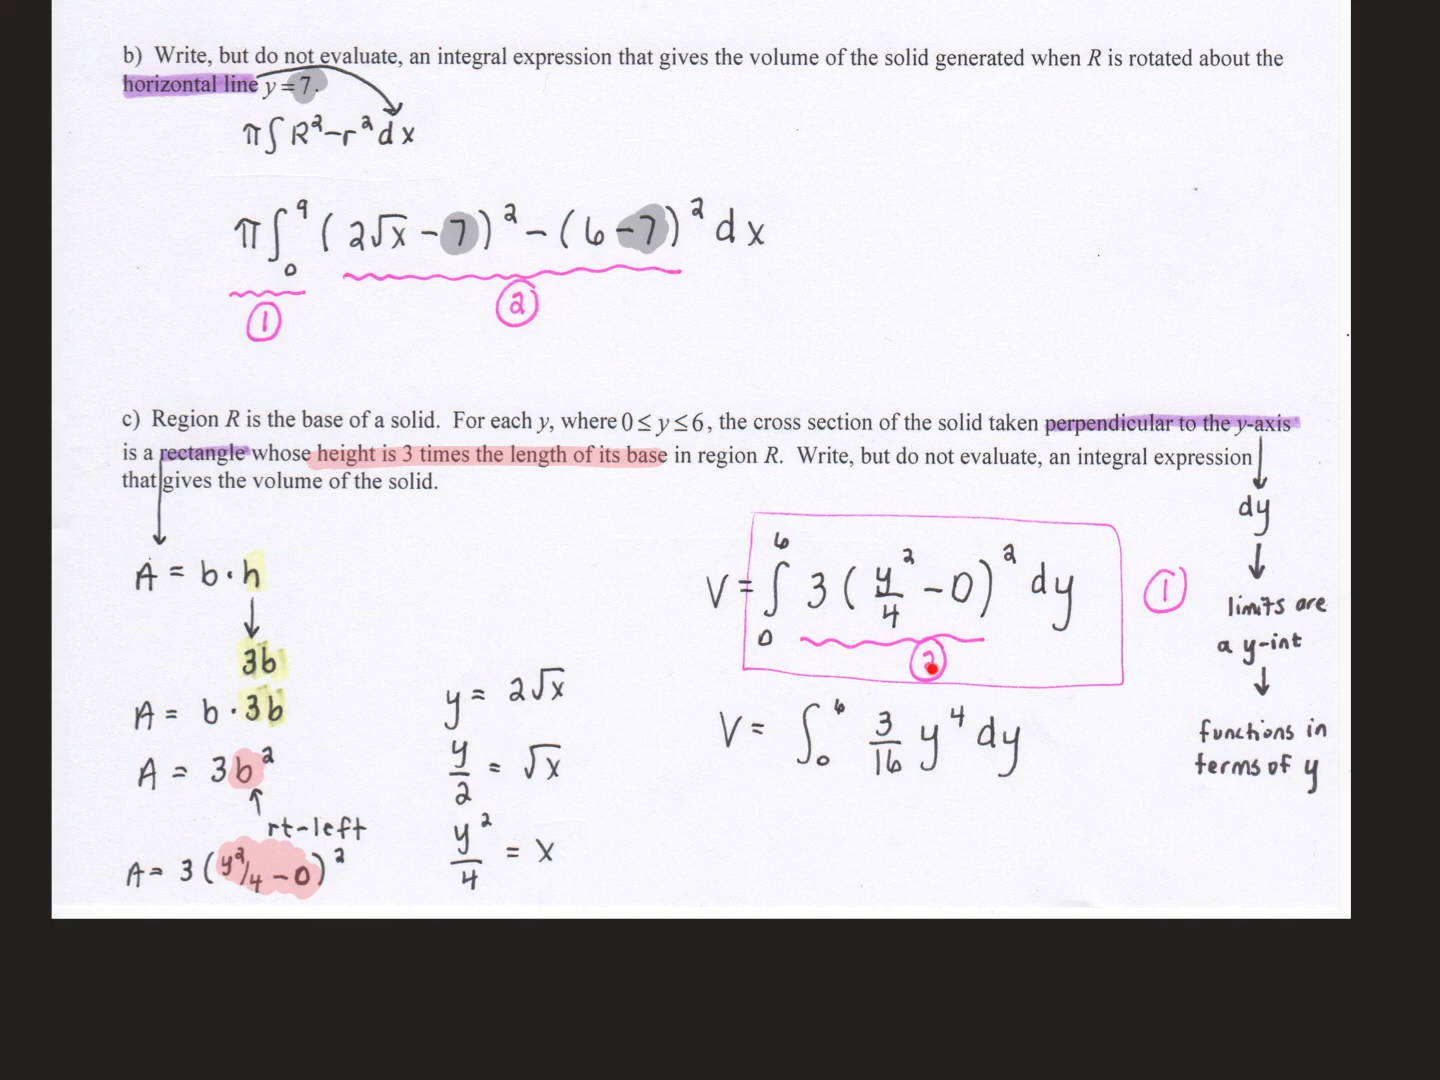 b) Write, but do not evaluate, an integral expression that gives the volume of the solid generated when R is rotated about the
horizontal line y = 7.
π∫ R² - r² dx
π∫₀⁹ (2√x - 7)² - (6 - 7)² dx
① ②
c) Region R is the base of a solid. For each y, where 0 ≤ y ≤ 6, the cross section of the solid taken perpendicular to the y-axis
is a rectangle whose height is 3 times the length of its base in region R. Write, but do not evaluate, an integral expression
that gives the volume of the solid.
dy
↓
limits are
a y-int
↓
functions in
terms of y
A = b · h
↓
3b
A = b · 3b
A = 3b²
↑
rt-left
A = 3(y²/4 - 0)²
y = 2√x
y/2 = √x
y²/4 = x
V = ∫₀⁶ 3(y²/4 - 0)² dy ①
②
V = ∫₀⁶ 3/16 y⁴ dy